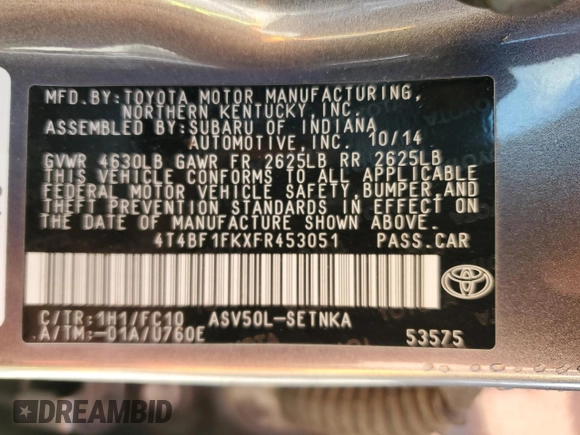 MFD.BY:TOYOTA MOTOR MANUFACTURING,
NORTHERN KENTUCKY,INC.
ASSEMBLED BY:SUBARU OF INDIANA
AUTOMOTIVE,INC. 10/14
GVWR 4630LB GAWR FR 2625LB RR 2625LB
THIS VEHICLE CONFORMS TO ALL APPLICABLE
FEDERAL MOTOR VEHICLE SAFETY,BUMPER,AND
THEFT PREVENTION STANDARDS IN EFFECT ON
THE DATE OF MANUFACTURE SHOWN ABOVE.
4T4BF1FKXFR453051 PASS.CAR
C/TR:1H1/FC10 ASV50L-SETNKA
A/TM:-01A/U760E 53575
TOYOTA
DREAMBID